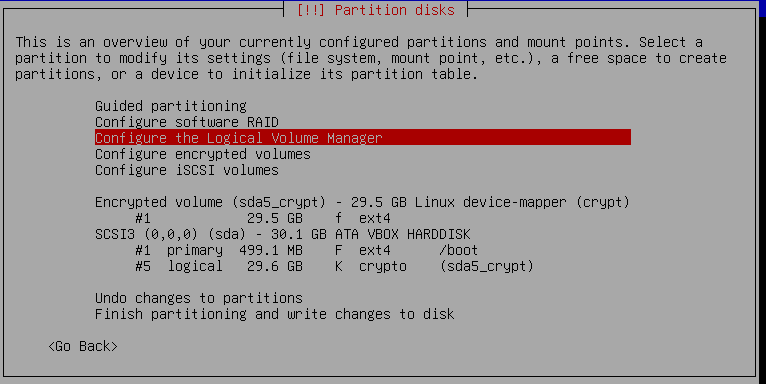 [!!] Partition disks
This is an overview of your currently configured partitions and mount points. Select a
partition to modify its settings (file system, mount point, etc.), a free space to create
partitions, or a device to initialize its partition table.
Guided partitioning
Configure software RAID
Configure the Logical Volume Manager
Configure encrypted volumes
Configure iSCSI volumes
Encrypted volume (sda5_crypt) - 29.5 GB Linux device-mapper (crypt)
#1 29.5 GB f ext4
SCSI3 (0,0,0) (sda) - 30.1 GB ATA VBOX HARDDISK
#1 primary 499.1 MB F ext4 /boot
#5 logical 29.6 GB K crypto (sda5_crypt)
Undo changes to partitions
Finish partitioning and write changes to disk
<Go Back>